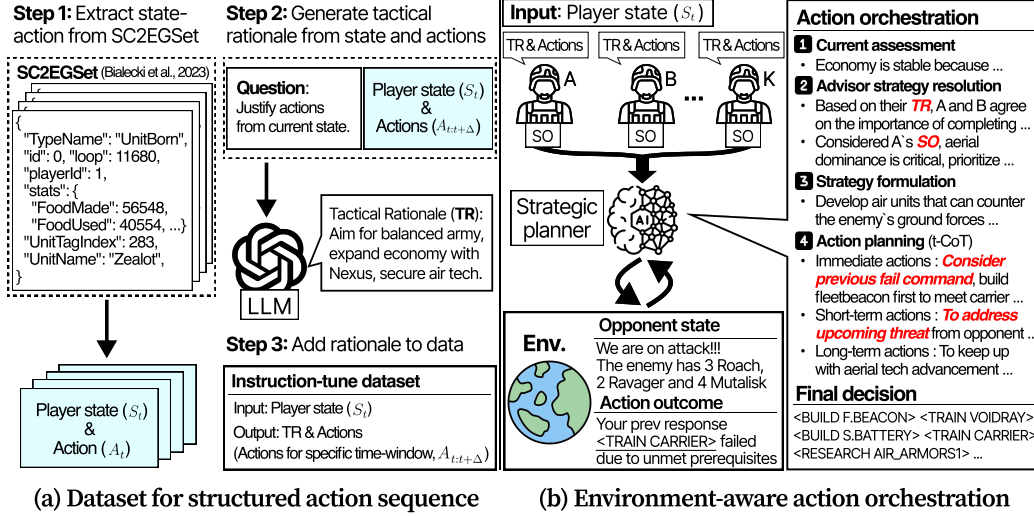 Step 1: Extract state-
action from SC2EGSet
SC2EGSet (Bialecki et al., 2023)
{
"TypeName": "UnitBorn",
"id": 0, "loop": 11680,
"playerId": 1,
"stats": {
"FoodMade": 56548,
"FoodUsed": 40554, ...}
"UnitTagIndex": 283,
"UnitName": "Zealot",
}
Player state (S_t)
&
Action (A_t)
Step 2: Generate tactical
rationale from state and actions
Question:
Justify actions
from current state.
Player state (S_t)
&
Actions (A_{t:t+Δ})
LLM
Tactical Rationale (TR):
Aim for balanced army,
expand economy with
Nexus, secure air tech.
Step 3: Add rationale to data
Instruction-tune dataset
Input: Player state (S_t)
Output: TR & Actions
(Actions for specific time-window, A_{t:t+Δ})
(a) Dataset for structured action sequence
Input: Player state (S_t)
TR & Actions
TR & Actions
TR & Actions
A
B
...
K
SO
SO
SO
Strategic
planner
AI
Env.
Opponent state
We are on attack!!!
The enemy has 3 Roach,
2 Ravager and 4 Mutalisk
Action outcome
Your prev response
<TRAIN CARRIER> failed
due to unmet prerequisites
Action orchestration
1 Current assessment
• Economy is stable because ...
2 Advisor strategy resolution
• Based on their TR, A and B agree
on the importance of completing ...
• Considered A`s SO, aerial
dominance is critical, prioritize ...
3 Strategy formulation
• Develop air units that can counter
the enemy`s ground forces ...
4 Action planning (t-CoT)
• Immediate actions : Consider
previous fail command, build
fleetbeacon first to meet carrier ...
• Short-term actions : To address
upcoming threat from opponent ...
• Long-term actions : To keep up
with aerial tech advancement ...
Final decision
<BUILD F.BEACON> <TRAIN VOIDRAY>
<BUILD S.BATTERY> <TRAIN CARRIER>
<RESEARCH AIR_ARMORS1> ...
(b) Environment-aware action orchestration